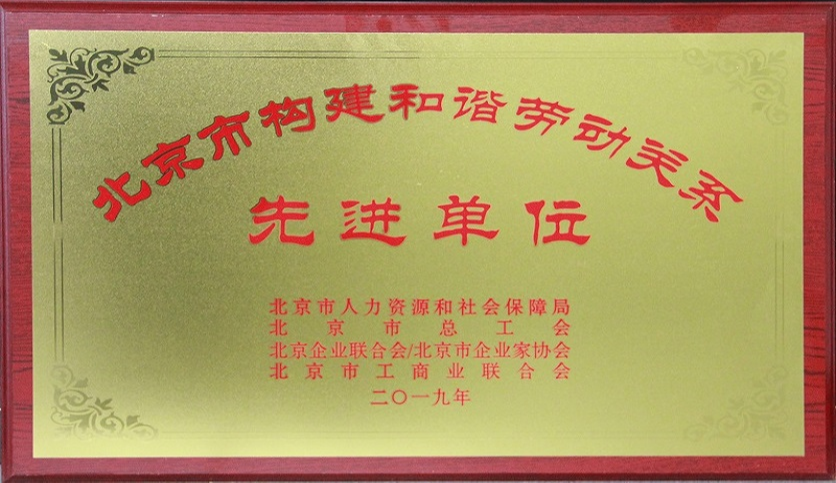 北京市构建和谐劳动关系
先进单位
北京市人力资源和社会保障局
北京市总工会
北京企业联合会/北京市企业家协会
北京市工商业联合会
二〇一九年